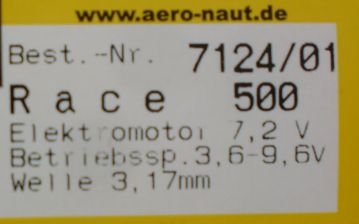 www.aero-naut.de
Best.-Nr. 7124/01
Race 500
Elektromotor 7,2 V
Betriebssp.3,6-9,6V
Welle 3,17mm